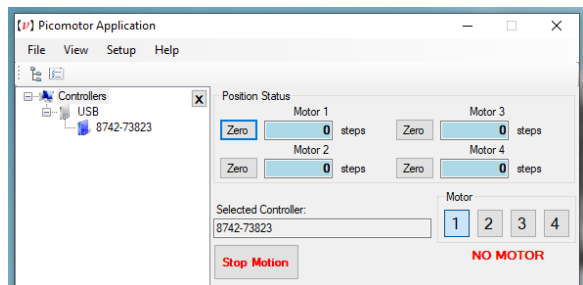 [ν] Picomotor Application
File View Setup Help
Controllers
USB
8742-73823
X
Position Status
Motor 1 Motor 3
Zero 0 steps Zero 0 steps
Motor 2 Motor 4
Zero 0 steps Zero 0 steps
Selected Controller:
8742-73823
Motor
1 2 3 4
Stop Motion
NO MOTOR